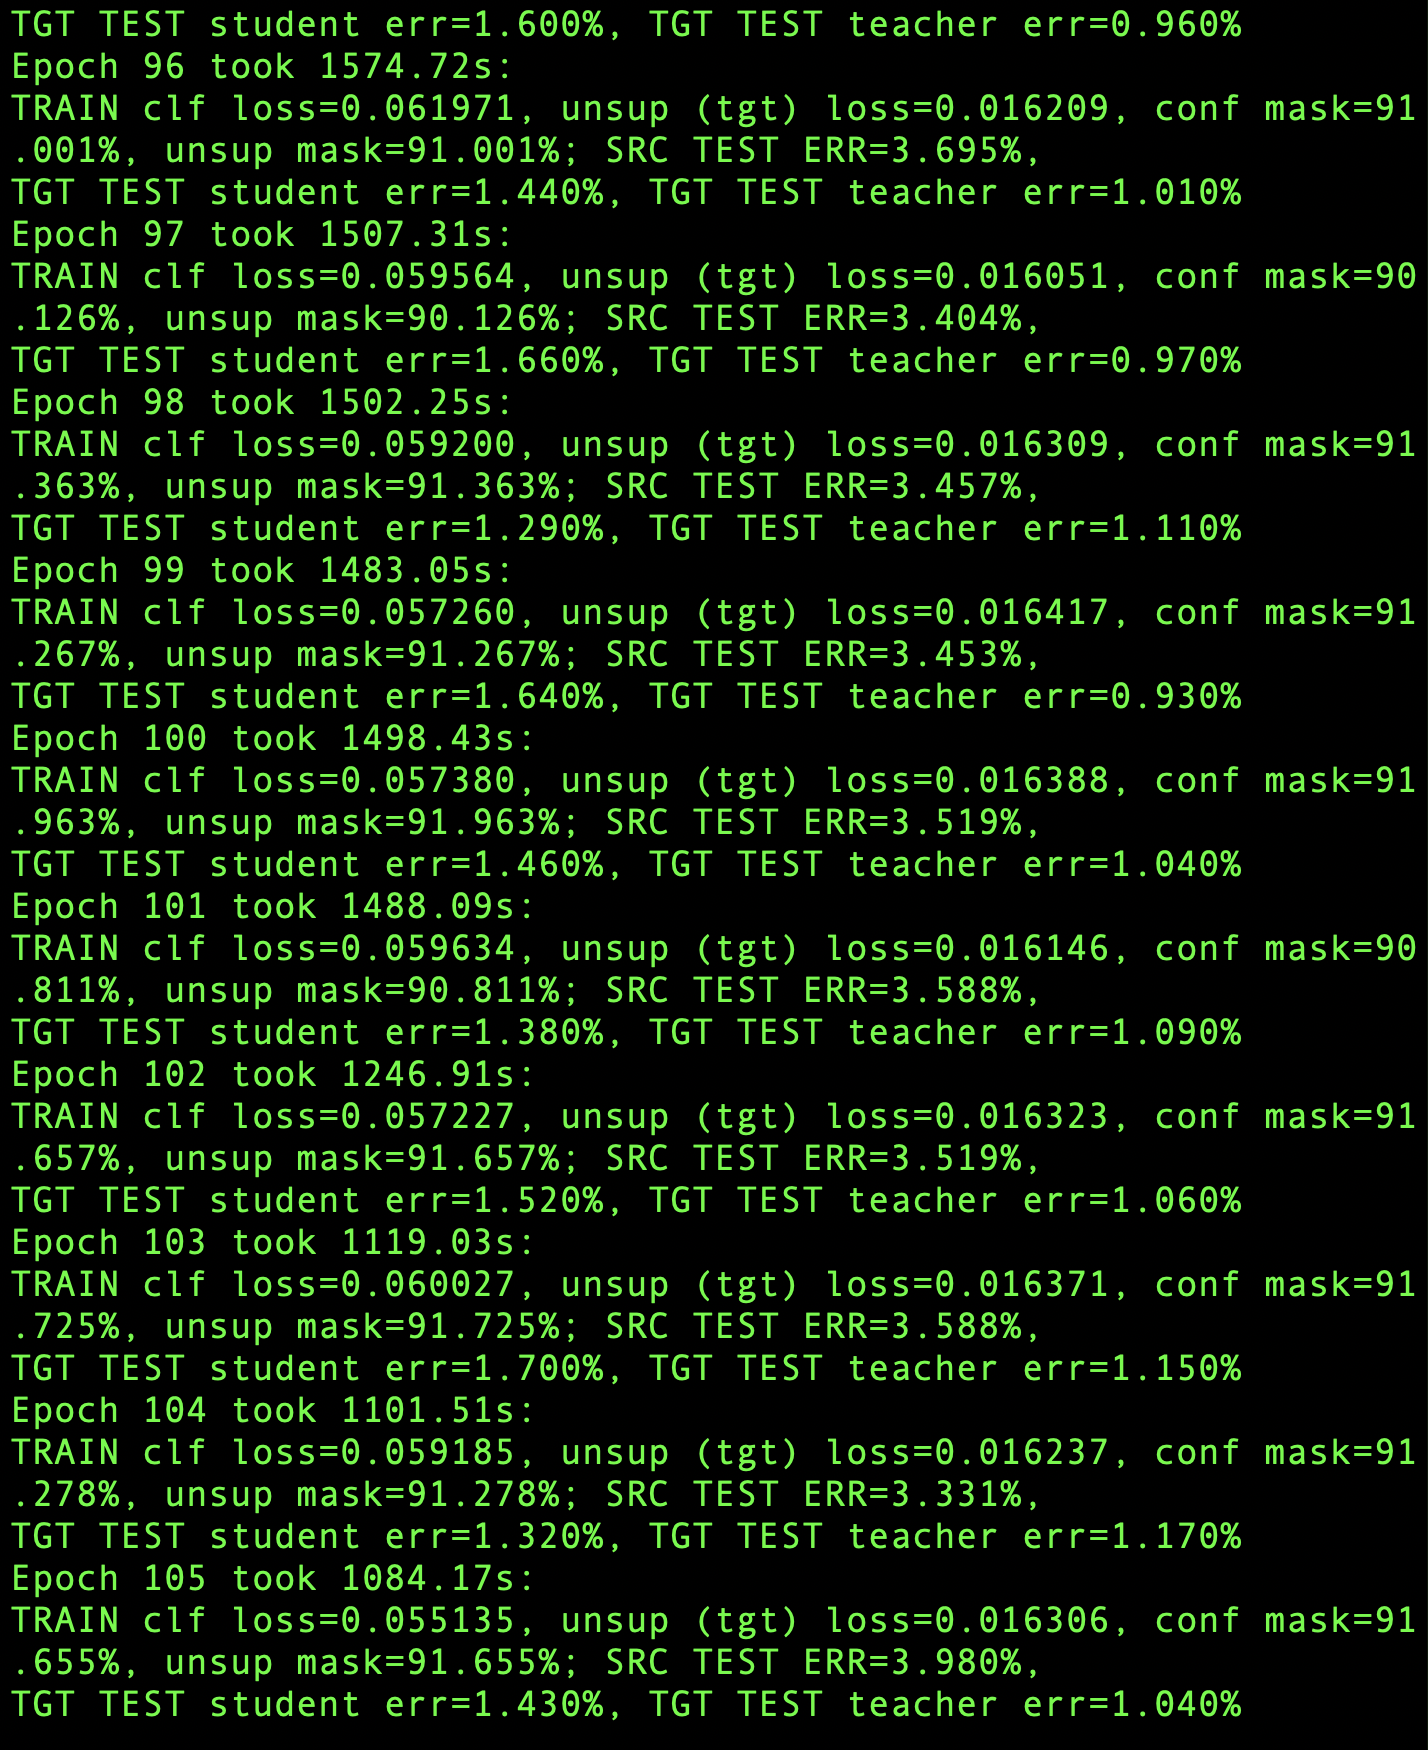 TGT TEST student err=1.600%, TGT TEST teacher err=0.960%
Epoch 96 took 1574.72s:
TRAIN clf loss=0.061971, unsup (tgt) loss=0.016209, conf mask=91
.001%, unsup mask=91.001%; SRC TEST ERR=3.695%,
TGT TEST student err=1.440%, TGT TEST teacher err=1.010%
Epoch 97 took 1507.31s:
TRAIN clf loss=0.059564, unsup (tgt) loss=0.016051, conf mask=90
.126%, unsup mask=90.126%; SRC TEST ERR=3.404%,
TGT TEST student err=1.660%, TGT TEST teacher err=0.970%
Epoch 98 took 1502.25s:
TRAIN clf loss=0.059200, unsup (tgt) loss=0.016309, conf mask=91
.363%, unsup mask=91.363%; SRC TEST ERR=3.457%,
TGT TEST student err=1.290%, TGT TEST teacher err=1.110%
Epoch 99 took 1483.05s:
TRAIN clf loss=0.057260, unsup (tgt) loss=0.016417, conf mask=91
.267%, unsup mask=91.267%; SRC TEST ERR=3.453%,
TGT TEST student err=1.640%, TGT TEST teacher err=0.930%
Epoch 100 took 1498.43s:
TRAIN clf loss=0.057380, unsup (tgt) loss=0.016388, conf mask=91
.963%, unsup mask=91.963%; SRC TEST ERR=3.519%,
TGT TEST student err=1.460%, TGT TEST teacher err=1.040%
Epoch 101 took 1488.09s:
TRAIN clf loss=0.059634, unsup (tgt) loss=0.016146, conf mask=90
.811%, unsup mask=90.811%; SRC TEST ERR=3.588%,
TGT TEST student err=1.380%, TGT TEST teacher err=1.090%
Epoch 102 took 1246.91s:
TRAIN clf loss=0.057227, unsup (tgt) loss=0.016323, conf mask=91
.657%, unsup mask=91.657%; SRC TEST ERR=3.519%,
TGT TEST student err=1.520%, TGT TEST teacher err=1.060%
Epoch 103 took 1119.03s:
TRAIN clf loss=0.060027, unsup (tgt) loss=0.016371, conf mask=91
.725%, unsup mask=91.725%; SRC TEST ERR=3.588%,
TGT TEST student err=1.700%, TGT TEST teacher err=1.150%
Epoch 104 took 1101.51s:
TRAIN clf loss=0.059185, unsup (tgt) loss=0.016237, conf mask=91
.278%, unsup mask=91.278%; SRC TEST ERR=3.331%,
TGT TEST student err=1.320%, TGT TEST teacher err=1.170%
Epoch 105 took 1084.17s:
TRAIN clf loss=0.055135, unsup (tgt) loss=0.016306, conf mask=91
.655%, unsup mask=91.655%; SRC TEST ERR=3.980%,
TGT TEST student err=1.430%, TGT TEST teacher err=1.040%